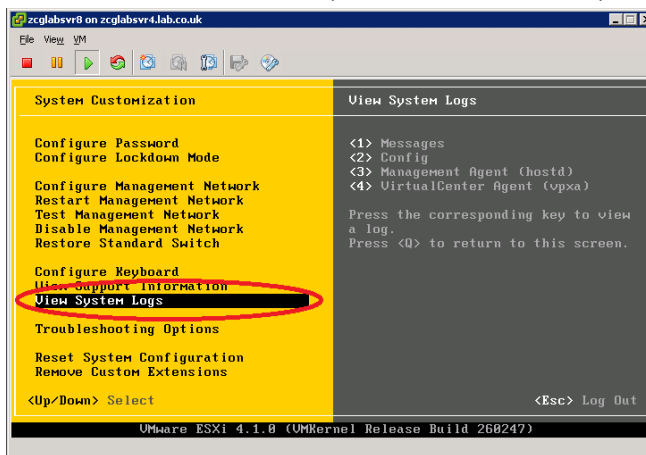 zcglabsvr8 on zcglabsvr4.lab.co.uk
File View VM
System Customization
Configure Password
Configure Lockdown Mode
Configure Management Network
Restart Management Network
Test Management Network
Disable Management Network
Restore Standard Switch
Configure Keyboard
View Support Information
View System Logs
Troubleshooting Options
Reset System Configuration
Remove Custom Extensions
<Up/Down> Select
View System Logs
<1> Messages
<2> Config
<3> Management Agent (hostd)
<4> VirtualCenter Agent (vpxa)
Press the corresponding key to view
a log.
Press <Q> to return to this screen.
<Esc> Log Out
VMware ESXi 4.1.0 (VMKernel Release Build 260247)